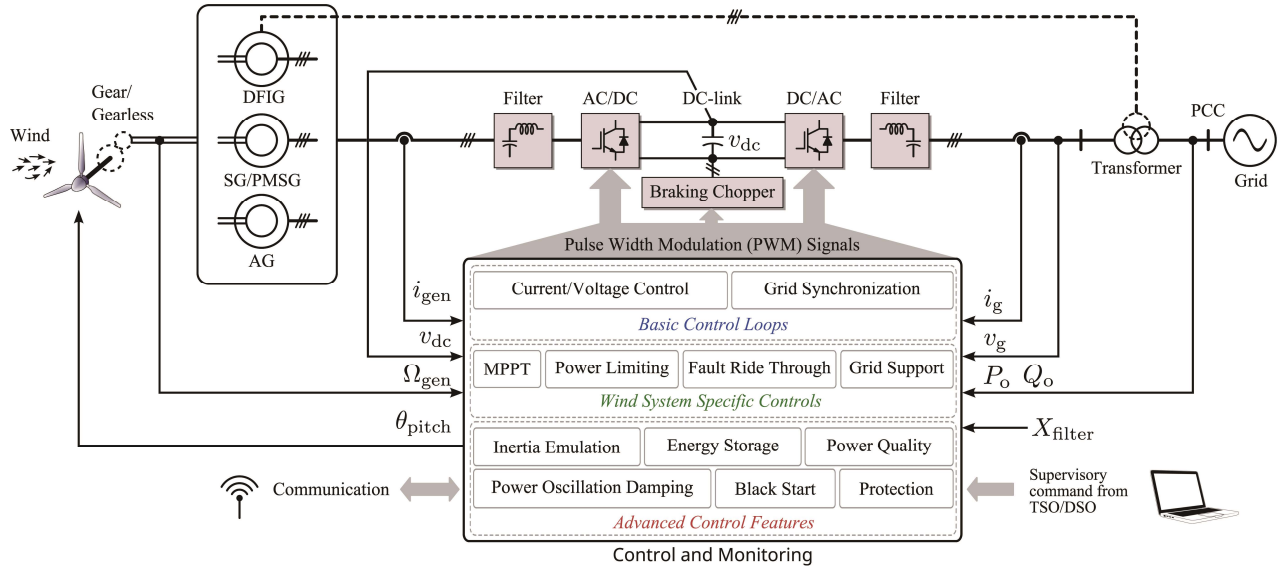 Gear/
Gearless
Wind
DFIG
SG/PMSG
AG
Filter
AC/DC
DC-link
DC/AC
Filter
v_dc
Braking Chopper
Transformer
PCC
Grid
Pulse Width Modulation (PWM) Signals
i_gen
v_dc
Ω_gen
θ_pitch
Current/Voltage Control
Grid Synchronization
Basic Control Loops
MPPT
Power Limiting
Fault Ride Through
Grid Support
Wind System Specific Controls
Inertia Emulation
Energy Storage
Power Quality
Power Oscillation Damping
Black Start
Protection
Advanced Control Features
i_g
v_g
P_o Q_o
X_filter
Communication
Supervisory
command from
TSO/DSO
Control and Monitoring